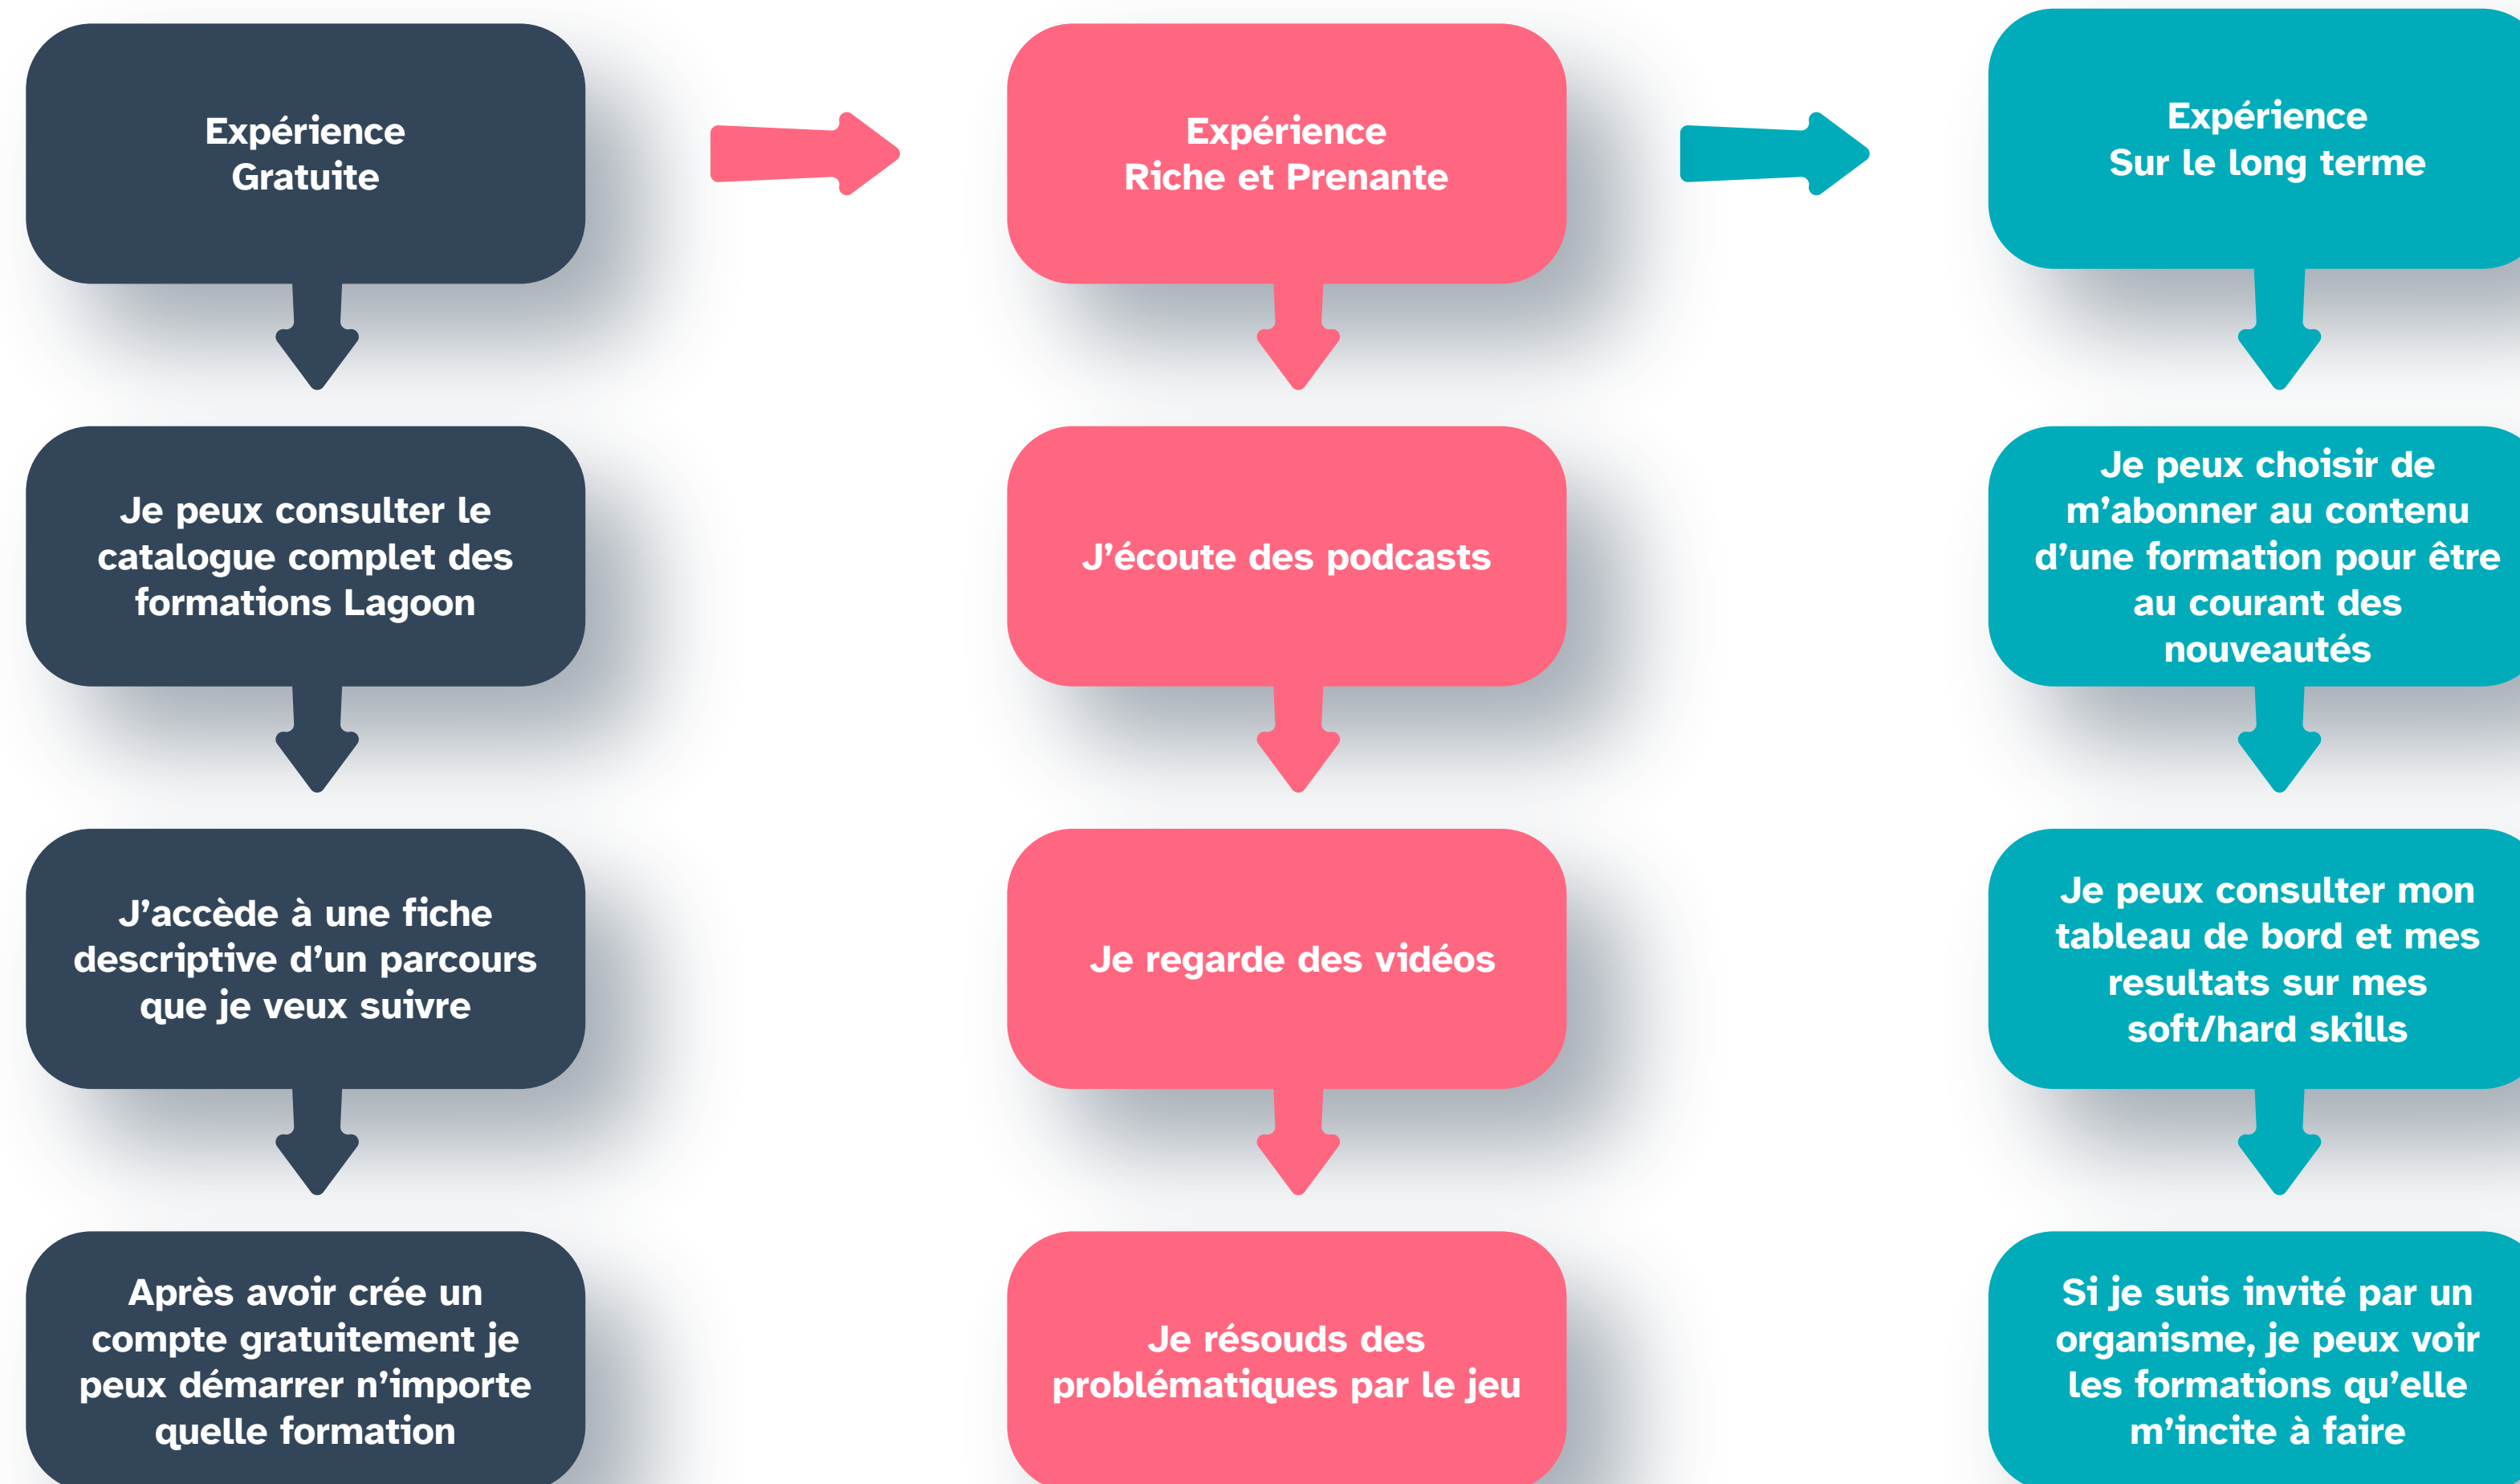 Expérience
Gratuite
Expérience
Riche et Prenante
Expérience
Sur le long terme
Je peux consulter le
catalogue complet des
formations Lagoon
J'écoute des podcasts
Je peux choisir de
m'abonner au contenu
d'une formation pour être
au courant des
nouveautés
J'accède à une fiche
descriptive d'un parcours
que je veux suivre
Je regarde des vidéos
Je peux consulter mon
tableau de bord et mes
resultats sur mes
soft/hard skills
Après avoir crée un
compte gratuitement je
peux démarrer n'importe
quelle formation
Je résouds des
problématiques par le jeu
Si je suis invité par un
organisme, je peux voir
les formations qu'elle
m'incite à faire